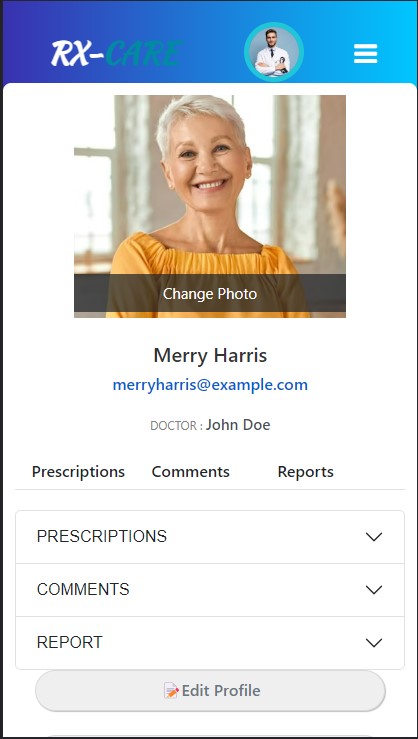 RX-CARE
Change Photo
Merry Harris
merryharris@example.com
DOCTOR : John Doe
Prescriptions Comments Reports
PRESCRIPTIONS
COMMENTS
REPORT
Edit Profile